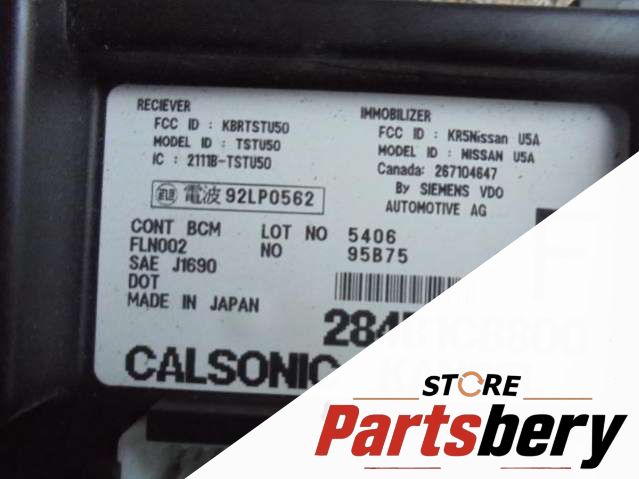 RECIEVER
FCC ID : KBRTSTU50
MODEL ID : TSTU50
IC : 2111B-TSTU50
電波 92LP0562
IMMOBILIZER
FCC ID : KR5Nissan U5A
MODEL ID : NISSAN U5A
Canada: 267104647
By SIEMENS VDO
AUTOMOTIVE AG
CONT BCM LOT NO 5406
FLN002 NO 95B75
SAE J1690
DOT
MADE IN JAPAN
CALSONIC
STORE
Partsbery